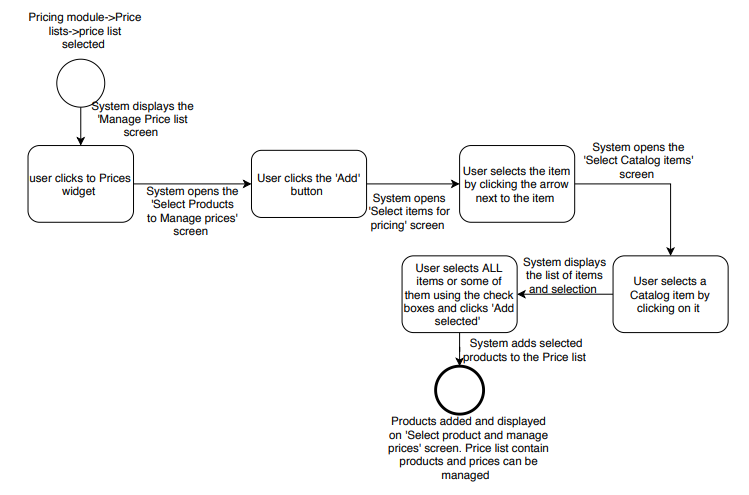 Pricing module->Price
lists->price list
selected
System displays the
'Manage Price list
screen
user clicks to Prices
widget
System opens the
'Select Products
to Manage prices'
screen
User clicks the 'Add'
button
System opens
'Select items for
pricing' screen
User selects the item
by clicking the arrow
next to the item
System opens the
'Select Catalog items'
screen
User selects a
Catalog item by
clicking on it
System displays
the list of items
and selection
User selects ALL
items or some of
them using the check
boxes and clicks 'Add
selected'
System adds selected
products to the Price list
Products added and displayed
on 'Select product and manage
prices' screen. Price list contain
products and prices can be
managed